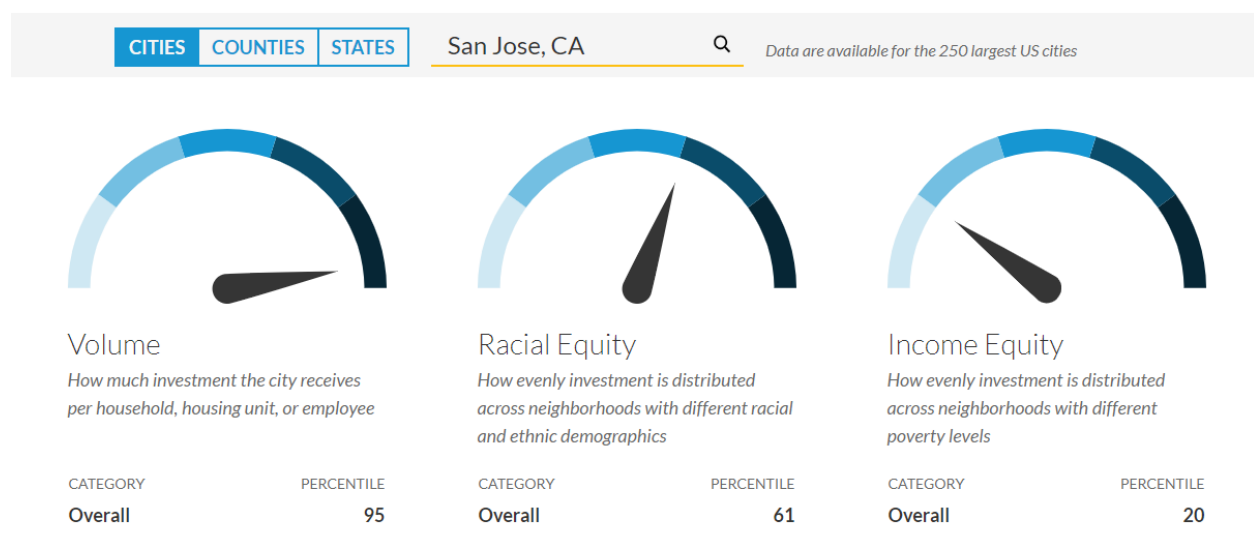 CITIES COUNTIES STATES San Jose, CA Data are available for the 250 largest US cities
Volume
How much investment the city receives
per household, housing unit, or employee
CATEGORY PERCENTILE
Overall 95
Racial Equity
How evenly investment is distributed
across neighborhoods with different racial
and ethnic demographics
CATEGORY PERCENTILE
Overall 61
Income Equity
How evenly investment is distributed
across neighborhoods with different
poverty levels
CATEGORY PERCENTILE
Overall 20